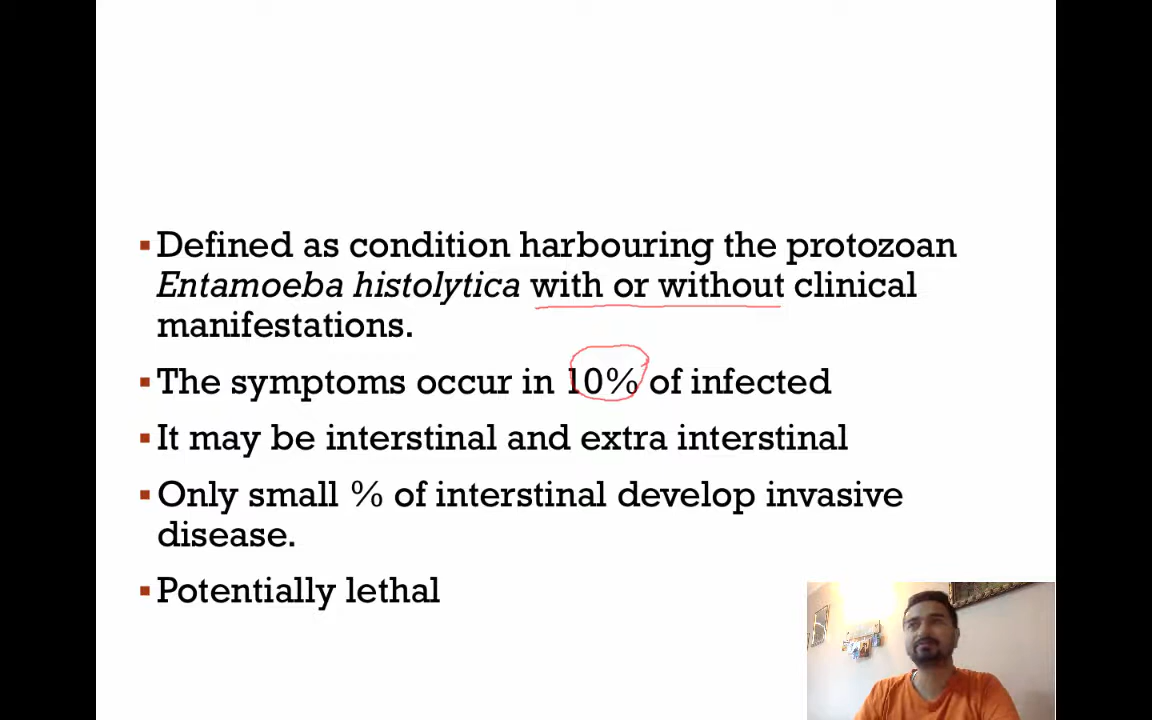 ▪Defined as condition harbouring the protozoan
Entamoeba histolytica with or without clinical
manifestations.
▪The symptoms occur in 10% of infected
▪It may be interstinal and extra interstinal
▪Only small % of interstinal develop invasive
disease.
▪Potentially lethal